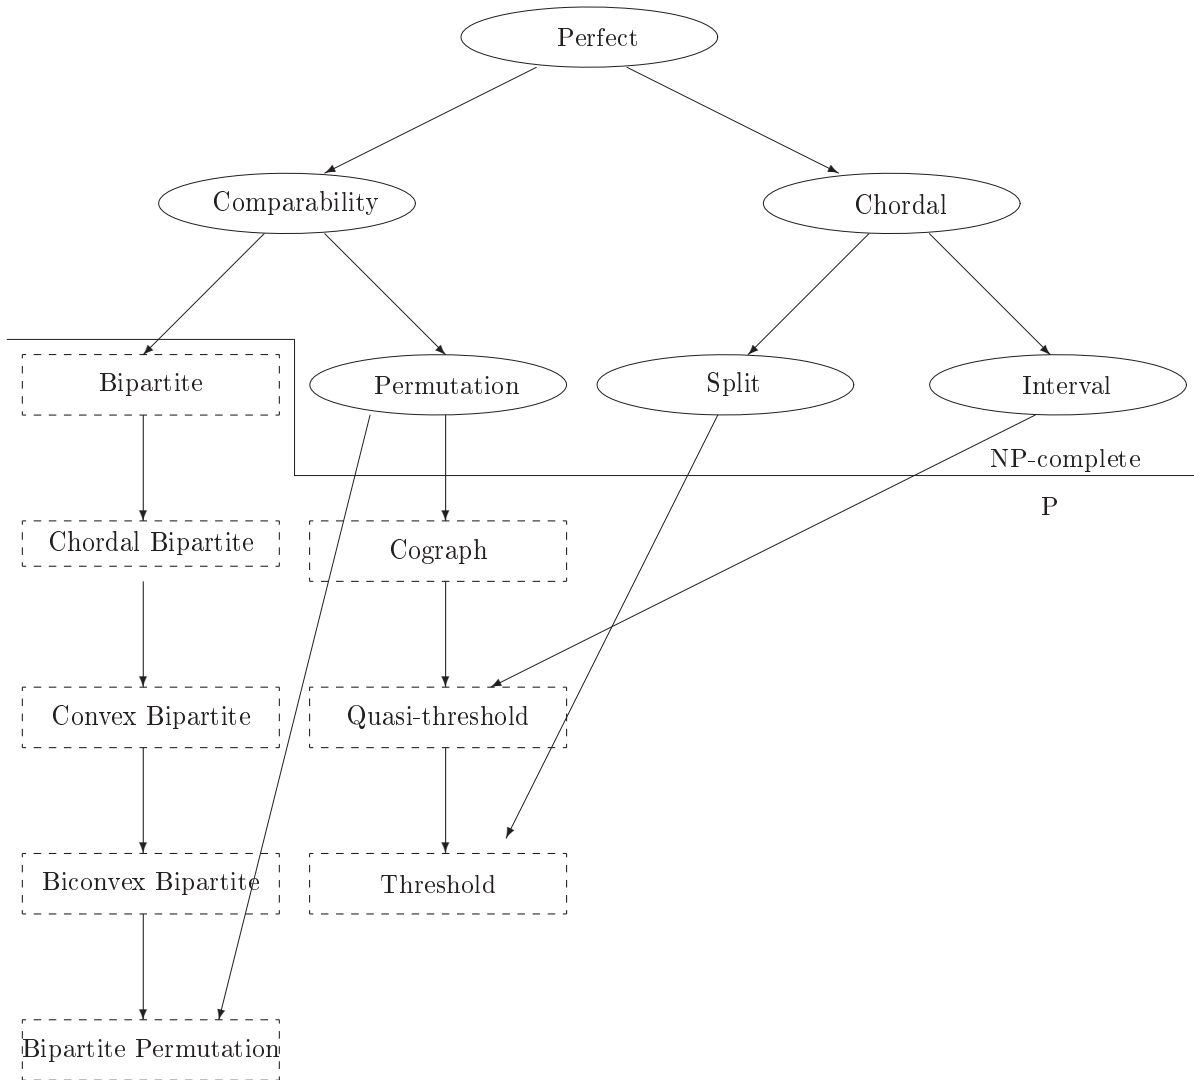 Perfect
Comparability
Chordal
Bipartite
Permutation
Split
Interval
NP-complete
P
Chordal Bipartite
Cograph
Convex Bipartite
Quasi-threshold
Biconvex Bipartite
Threshold
Bipartite Permutation